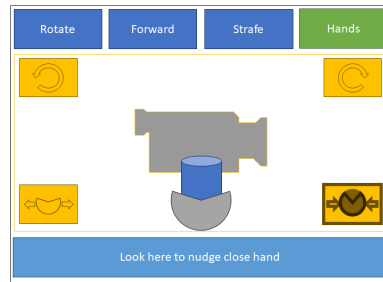 Rotate
Forward
Strafe
Hands
Look here to nudge close hand